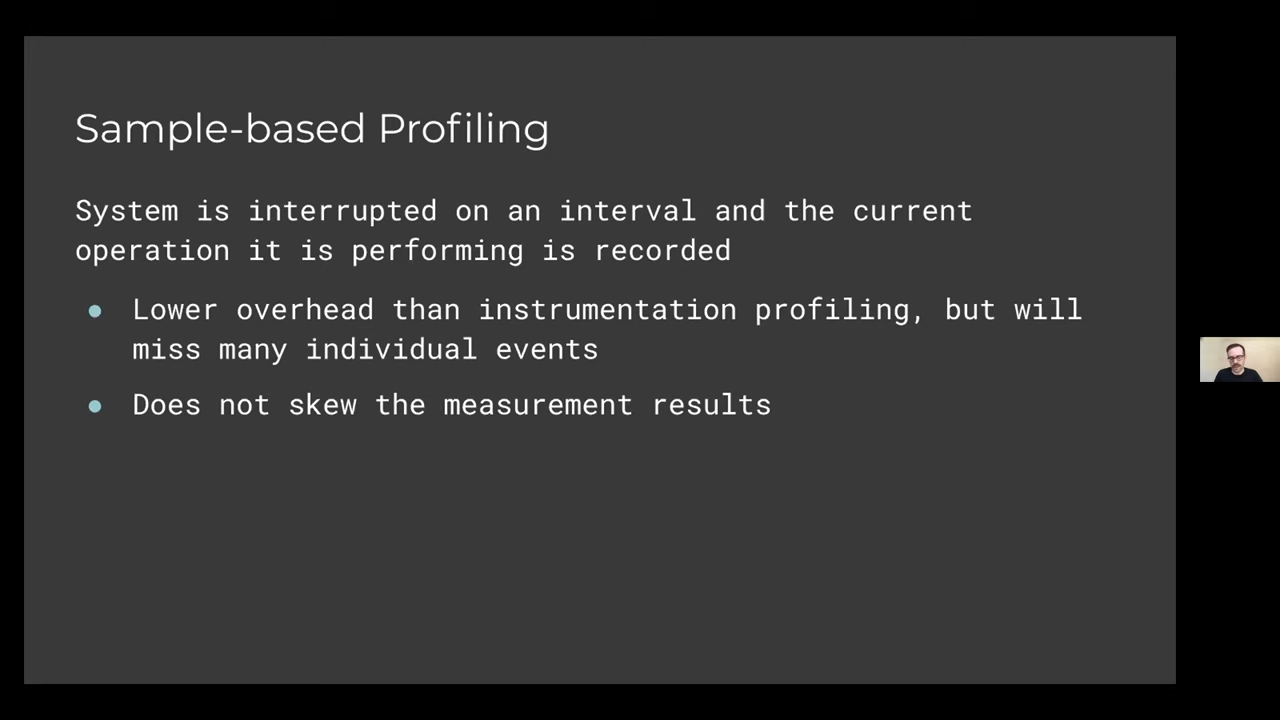 Sample-based Profiling
System is interrupted on an interval and the current
operation it is performing is recorded
● Lower overhead than instrumentation profiling, but will
miss many individual events
● Does not skew the measurement results